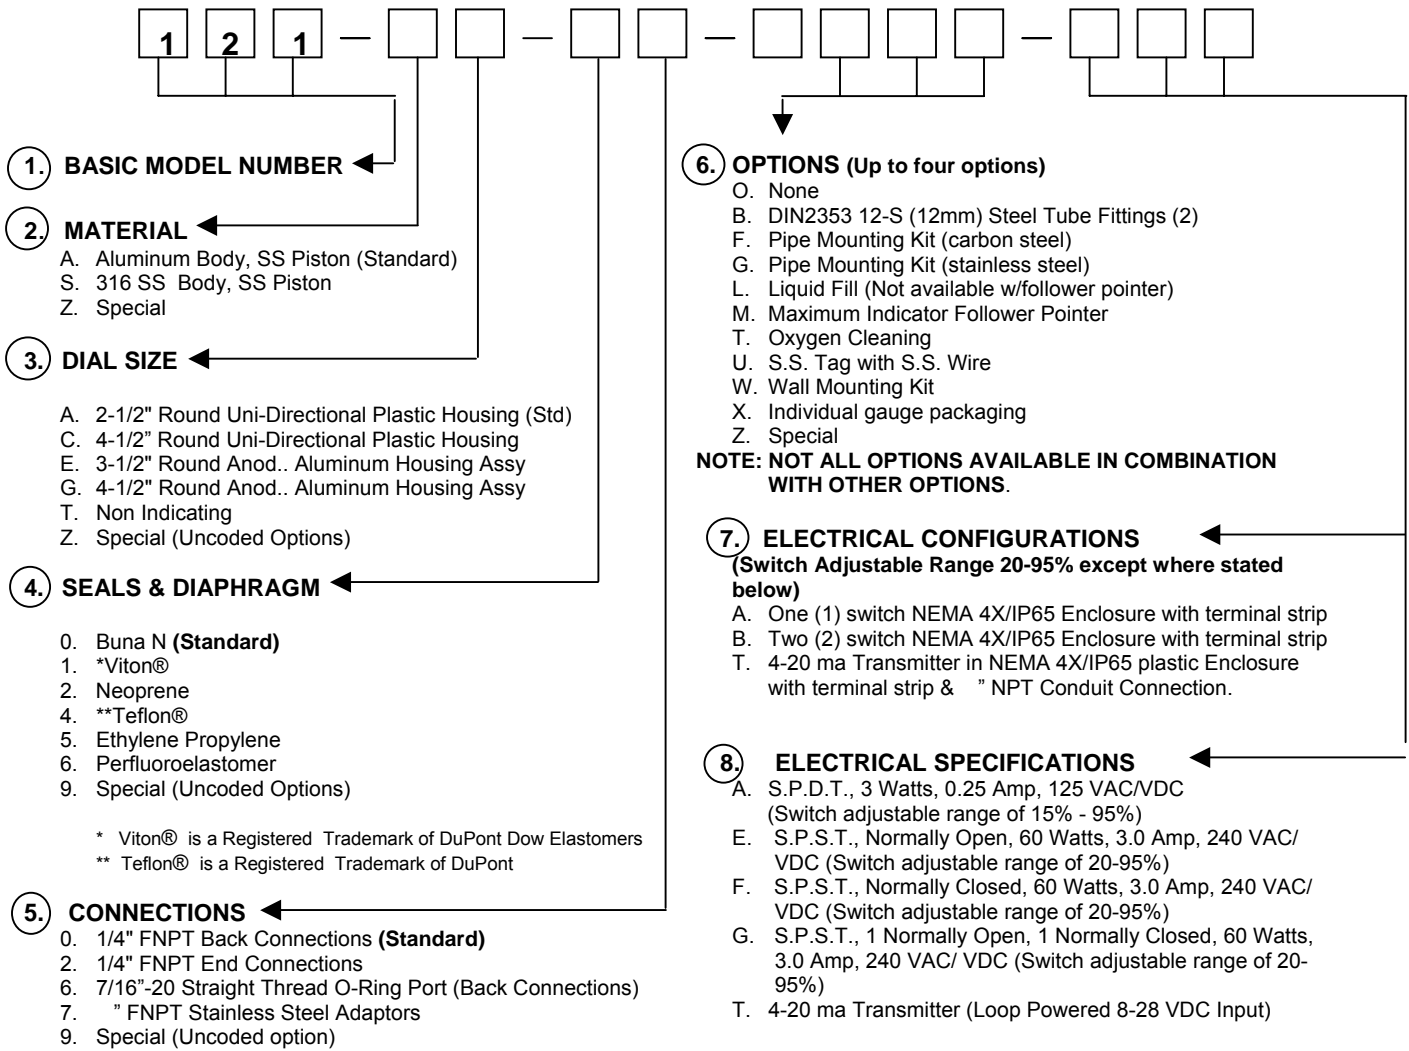 1 2 1
1. BASIC MODEL NUMBER
2. MATERIAL
A. Aluminum Body, SS Piston (Standard)
S. 316 SS Body, SS Piston
Z. Special
3. DIAL SIZE
A. 2-1/2" Round Uni-Directional Plastic Housing (Std)
C. 4-1/2” Round Uni-Directional Plastic Housing
E. 3-1/2" Round Anod.. Aluminum Housing Assy
G. 4-1/2" Round Anod.. Aluminum Housing Assy
T. Non Indicating
Z. Special (Uncoded Options)
4. SEALS & DIAPHRAGM
0. Buna N (Standard)
1. *Viton®
2. Neoprene
4. **Teflon®
5. Ethylene Propylene
6. Perfluoroelastomer
9. Special (Uncoded Options)
* Viton® is a Registered Trademark of DuPont Dow Elastomers
** Teflon® is a Registered Trademark of DuPont
5. CONNECTIONS
0. 1/4" FNPT Back Connections (Standard)
2. 1/4" FNPT End Connections
6. 7/16”-20 Straight Thread O-Ring Port (Back Connections)
7. ” FNPT Stainless Steel Adaptors
9. Special (Uncoded option)
6. OPTIONS (Up to four options)
O. None
B. DIN2353 12-S (12mm) Steel Tube Fittings (2)
F. Pipe Mounting Kit (carbon steel)
G. Pipe Mounting Kit (stainless steel)
L. Liquid Fill (Not available w/follower pointer)
M. Maximum Indicator Follower Pointer
T. Oxygen Cleaning
U. S.S. Tag with S.S. Wire
W. Wall Mounting Kit
X. Individual gauge packaging
Z. Special
NOTE: NOT ALL OPTIONS AVAILABLE IN COMBINATION
WITH OTHER OPTIONS.
7. ELECTRICAL CONFIGURATIONS
(Switch Adjustable Range 20-95% except where stated
below)
A. One (1) switch NEMA 4X/IP65 Enclosure with terminal strip
B. Two (2) switch NEMA 4X/IP65 Enclosure with terminal strip
T. 4-20 ma Transmitter in NEMA 4X/IP65 plastic Enclosure
with terminal strip & ” NPT Conduit Connection.
8. ELECTRICAL SPECIFICATIONS
A. S.P.D.T., 3 Watts, 0.25 Amp, 125 VAC/VDC
(Switch adjustable range of 15% - 95%)
E. S.P.S.T., Normally Open, 60 Watts, 3.0 Amp, 240 VAC/
VDC (Switch adjustable range of 20-95%)
F. S.P.S.T., Normally Closed, 60 Watts, 3.0 Amp, 240 VAC/
VDC (Switch adjustable range of 20-95%)
G. S.P.S.T., 1 Normally Open, 1 Normally Closed, 60 Watts,
3.0 Amp, 240 VAC/ VDC (Switch adjustable range of 20-
95%)
T. 4-20 ma Transmitter (Loop Powered 8-28 VDC Input)